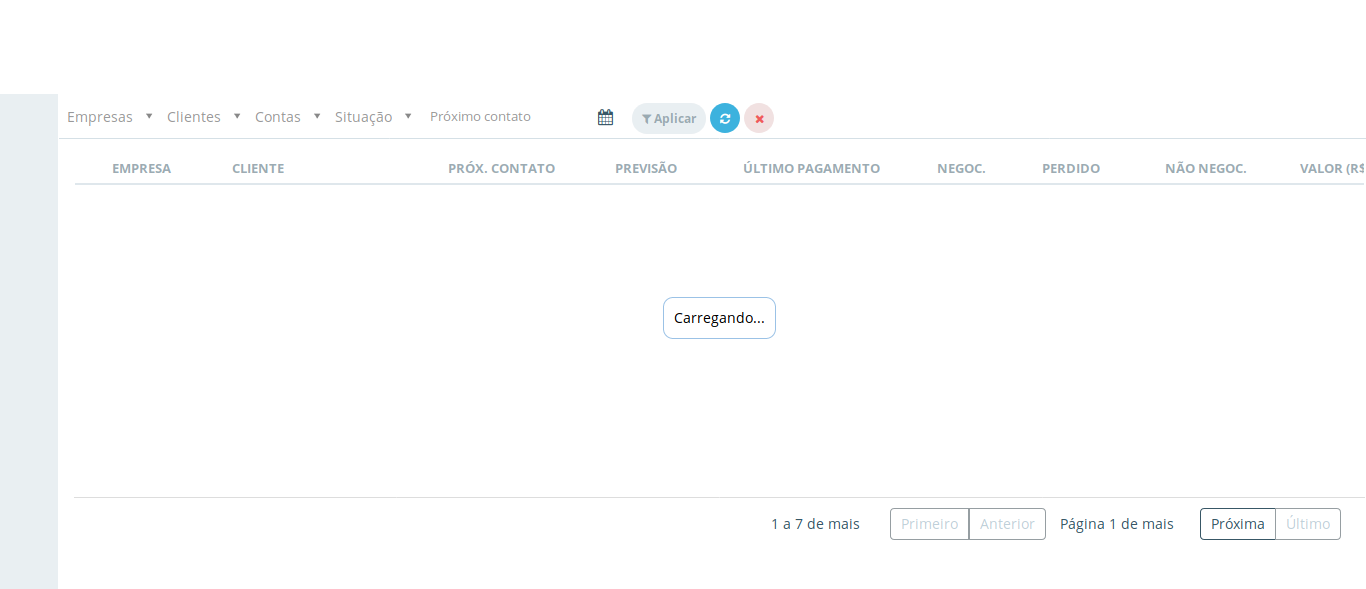 Empresas Clientes Contas Situação Próximo contato Aplicar
EMPRESA CLIENTE PRÓX. CONTATO PREVISÃO ÚLTIMO PAGAMENTO NEGOC. PERDIDO NÃO NEGOC. VALOR (R$
Carregando...
1 a 7 de mais Primeiro Anterior Página 1 de mais Próxima Último